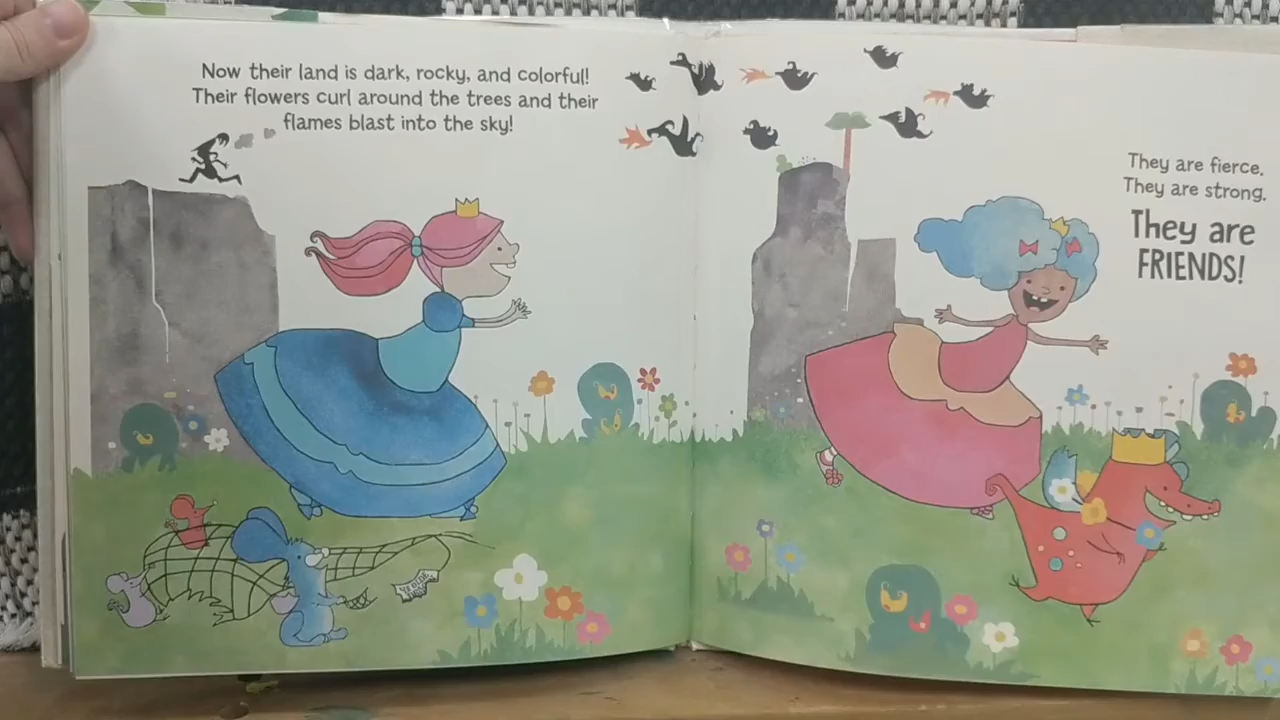 Now their land is dark, rocky, and colorful!
Their flowers curl around the trees and their
flames blast into the sky!
They are fierce.
They are strong.
They are
FRIENDS!